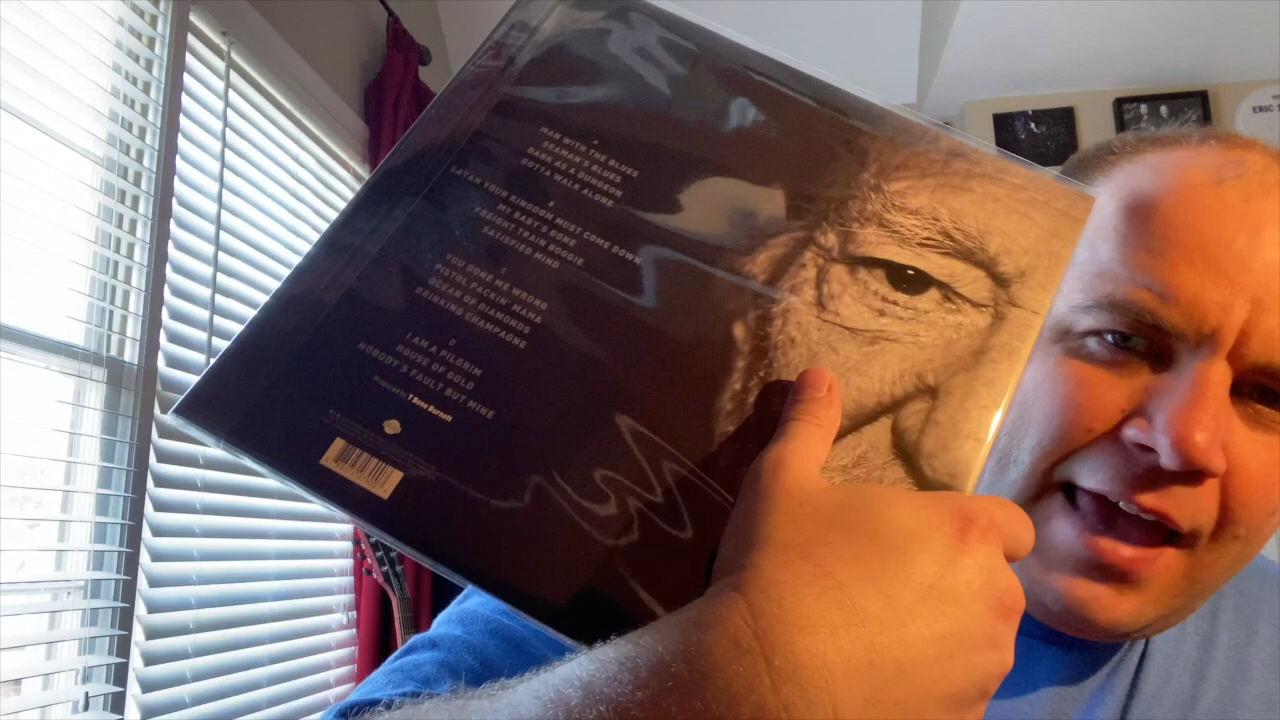 A
MAN WITH THE BLUES
SEAMAN'S BLUES
DARK AS A DUNGEON
GOTTA WALK ALONE
B
SATAN YOUR KINGDOM MUST COME DOWN
MY BABY'S GONE
FREIGHT TRAIN BOOGIE
SATISFIED MIND
C
YOU DONE ME WRONG
PISTOL PACKIN' MAMA
OCEAN OF DIAMONDS
DRINKING CHAMPAGNE
D
I AM A PILGRIM
HOUSE OF GOLD
NOBODY'S FAULT BUT MINE
Produced by T Bone Burnett
ERIC